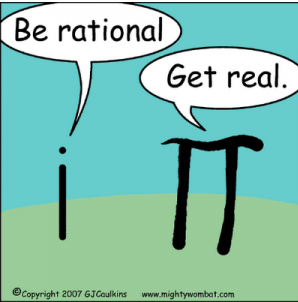 Be rational
Get real.
i
π
©Copyright 2007 GJCaulkins www.mightywombat.com